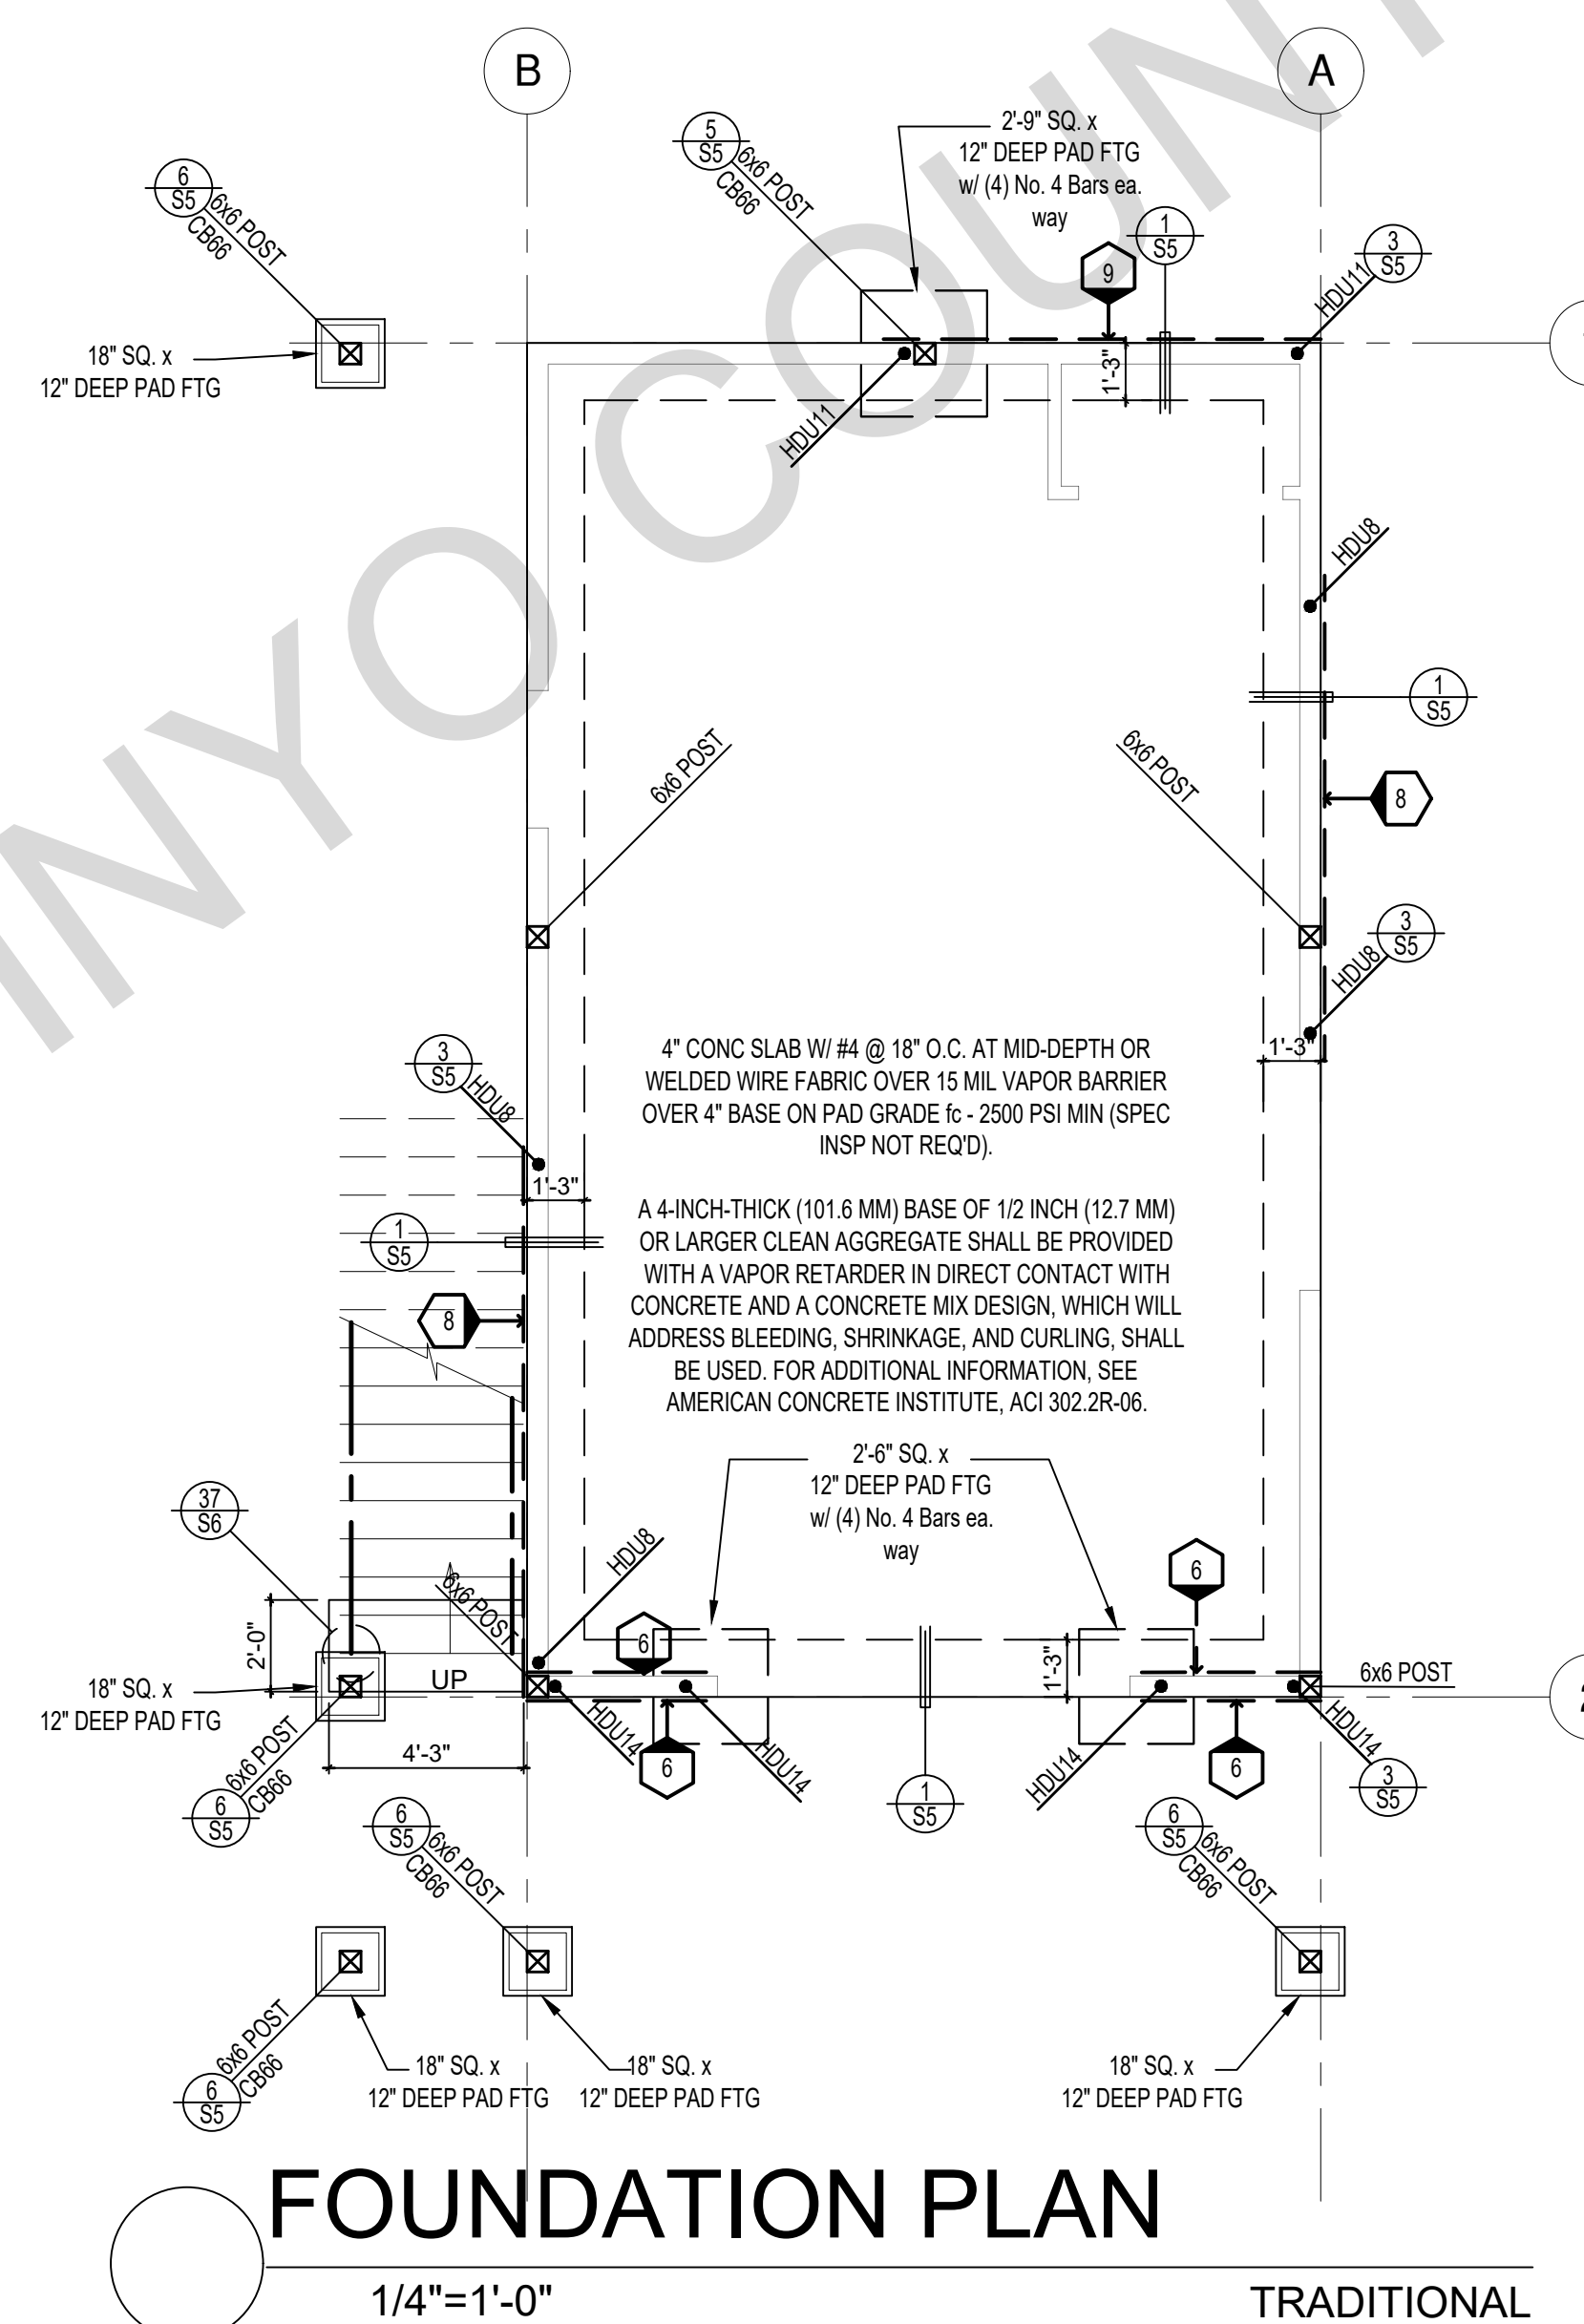 B
A
5
S5
6x6 POST
CB66
2'-9" SQ. x
12" DEEP PAD FTG
w/ (4) No. 4 Bars ea.
way
6
S5
6x6 POST
CB66
1
S5
9
3
S5
HDU11
18" SQ. x
12" DEEP PAD FTG
1'-3"
HDU11
HDU8
1
S5
6x6 POST
6x6 POST
8
3
S5
HDU8
1'-3"
4" CONC SLAB W/ #4 @ 18" O.C. AT MID-DEPTH OR
WELDED WIRE FABRIC OVER 15 MIL VAPOR BARRIER
OVER 4" BASE ON PAD GRADE fc - 2500 PSI MIN (SPEC
INSP NOT REQ'D).
3
S5
HDU8
1'-3"
1
S5
8
A 4-INCH-THICK (101.6 MM) BASE OF 1/2 INCH (12.7 MM)
OR LARGER CLEAN AGGREGATE SHALL BE PROVIDED
WITH A VAPOR RETARDER IN DIRECT CONTACT WITH
CONCRETE AND A CONCRETE MIX DESIGN, WHICH WILL
ADDRESS BLEEDING, SHRINKAGE, AND CURLING, SHALL
BE USED. FOR ADDITIONAL INFORMATION, SEE
AMERICAN CONCRETE INSTITUTE, ACI 302.2R-06.
2'-6" SQ. x
12" DEEP PAD FTG
w/ (4) No. 4 Bars ea.
way
37
S6
HDU8
6x6 POST
6
6
2'-0"
1'-3"
UP
18" SQ. x
12" DEEP PAD FTG
6x6 POST
4'-3"
HDU14
6
HDU14
HDU14
6
HDU14
3
S5
6x6 POST
CB66
6
S5
1
S5
6
S5
6x6 POST
CB66
6
S5
6x6 POST
CB66
6x6 POST
CB66
6
S5
18" SQ. x
12" DEEP PAD FTG
18" SQ. x
12" DEEP PAD FTG
18" SQ. x
12" DEEP PAD FTG
FOUNDATION PLAN
1/4"=1'-0"
TRADITIONAL
INYO COUN